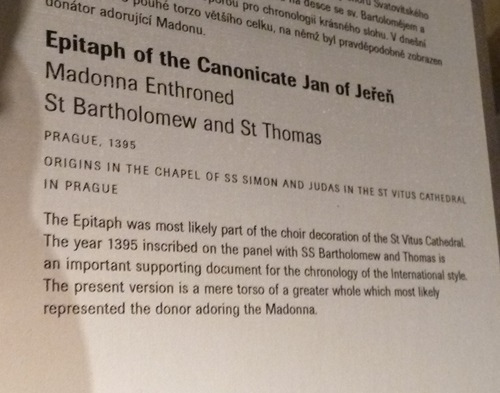 chóru Svatovítského
na desce se sv. Bartolomějem a
oporou pro chronologii krásného slohu. V dnešní
pouhé torzo většího celku, na němž byl pravděpodobně zobrazen
donátor adorující Madonu.
Epitaph of the Canonicate Jan of Jeřeň
Madonna Enthroned
St Bartholomew and St Thomas
PRAGUE, 1395
ORIGINS IN THE CHAPEL OF SS SIMON AND JUDAS IN THE ST VITUS CATHEDRAL
IN PRAGUE
The Epitaph was most likely part of the choir decoration of the St Vitus Cathedral.
The year 1395 inscribed on the panel with SS Bartholomew and Thomas is
an important supporting document for the chronology of the International style.
The present version is a mere torso of a greater whole which most likely
represented the donor adoring the Madonna.